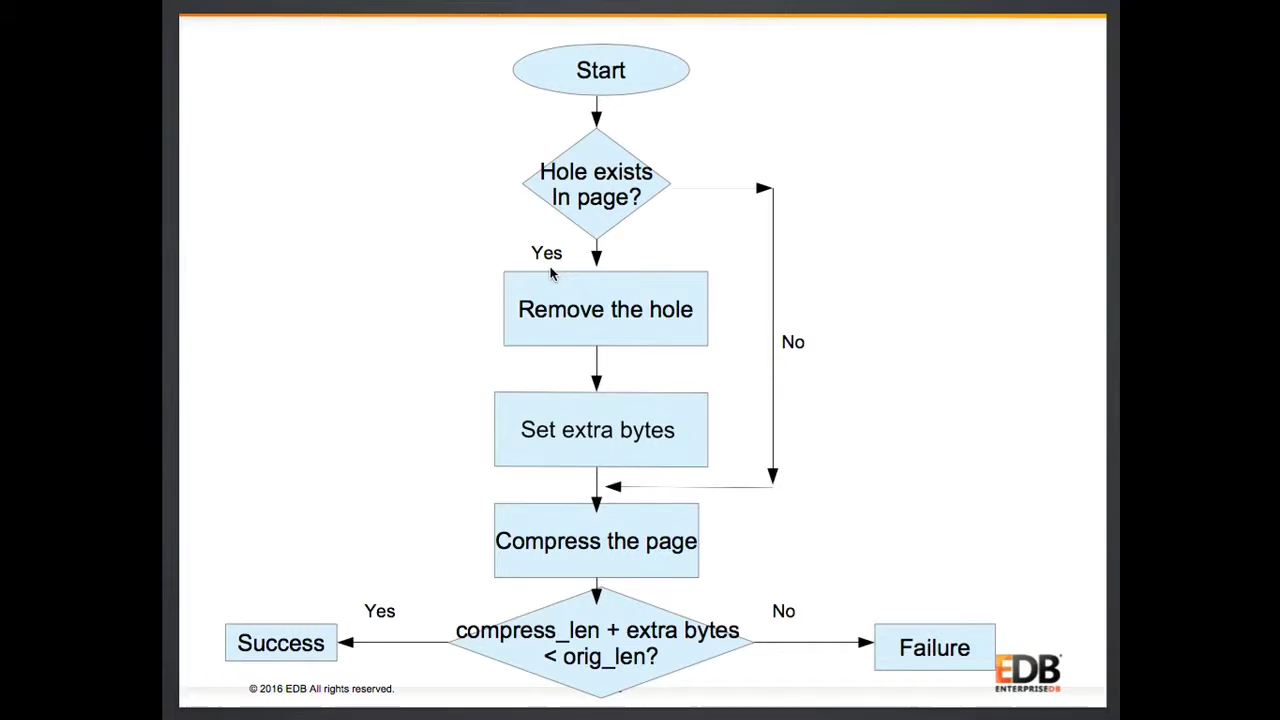 Start
Hole exists
In page?
Yes
Remove the hole
No
Set extra bytes
Compress the page
Yes
No
compress_len + extra bytes
< orig_len?
Success
Failure
EDB
ENTERPRISEDB
© 2016 EDB All rights reserved.